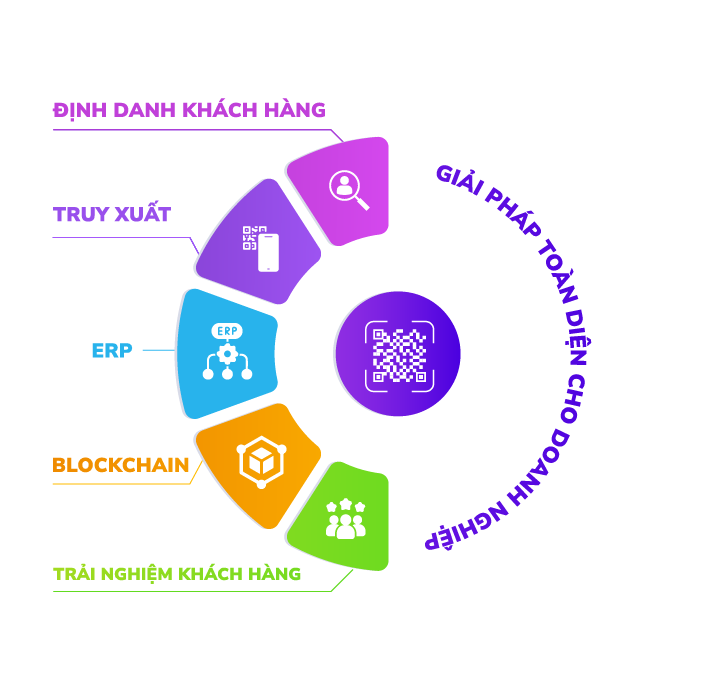 ĐỊNH DANH KHÁCH HÀNG
TRUY XUẤT
ERP
ERP
BLOCKCHAIN
TRẢI NGHIỆM KHÁCH HÀNG
GIẢI PHÁP TOÀN DIỆN CHO DOANH NGHIỆP